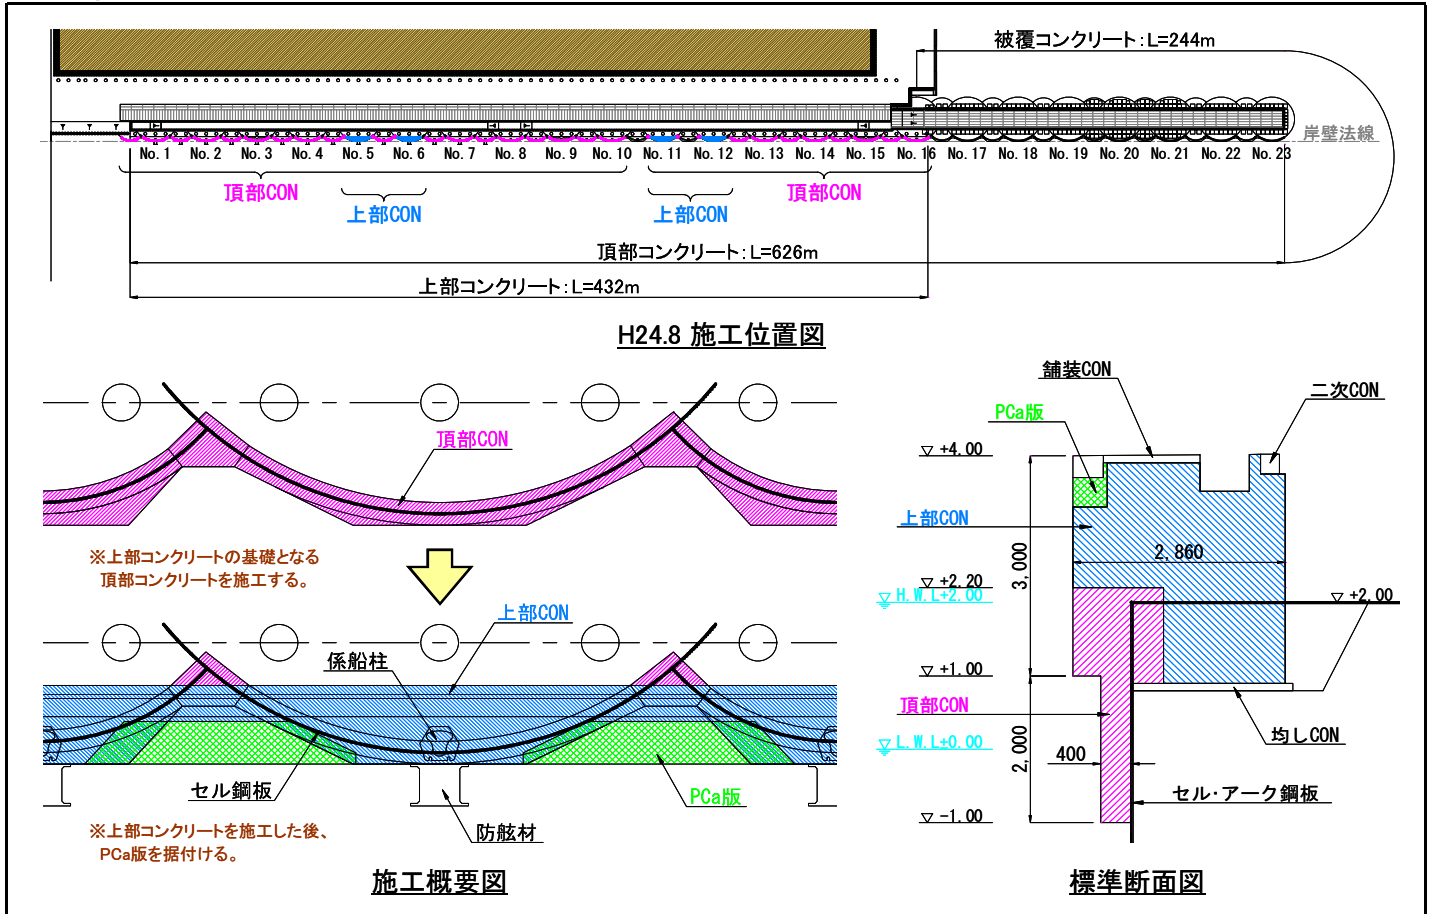 被覆コンクリート:L=244m
岸壁法線
No. 1 No. 2 No. 3 No. 4 No. 5 No. 6 No. 7 No. 8 No. 9 No. 10 No. 11 No. 12 No. 13 No. 14 No. 15 No. 16 No. 17 No. 18 No. 19 No. 20 No. 21 No. 22 No. 23
頂部CON
頂部CON
上部CON
上部CON
頂部コンクリート:L=626m
上部コンクリート:L=432m
H24.8 施工位置図
頂部CON
※上部コンクリートの基礎となる
頂部コンクリートを施工する。
上部CON
係船柱
セル鋼板
PCa版
防舷材
※上部コンクリートを施工した後、
PCa版を据付ける。
施工概要図
舗装CON
二次CON
PCa版
+4.00
上部CON
2,860
3,000
+2.20
H.W.L+2.00
+2.00
+1.00
頂部CON
均しCON
L.W.L±0.00
2,000
400
セル・アーク鋼板
-1.00
標準断面図